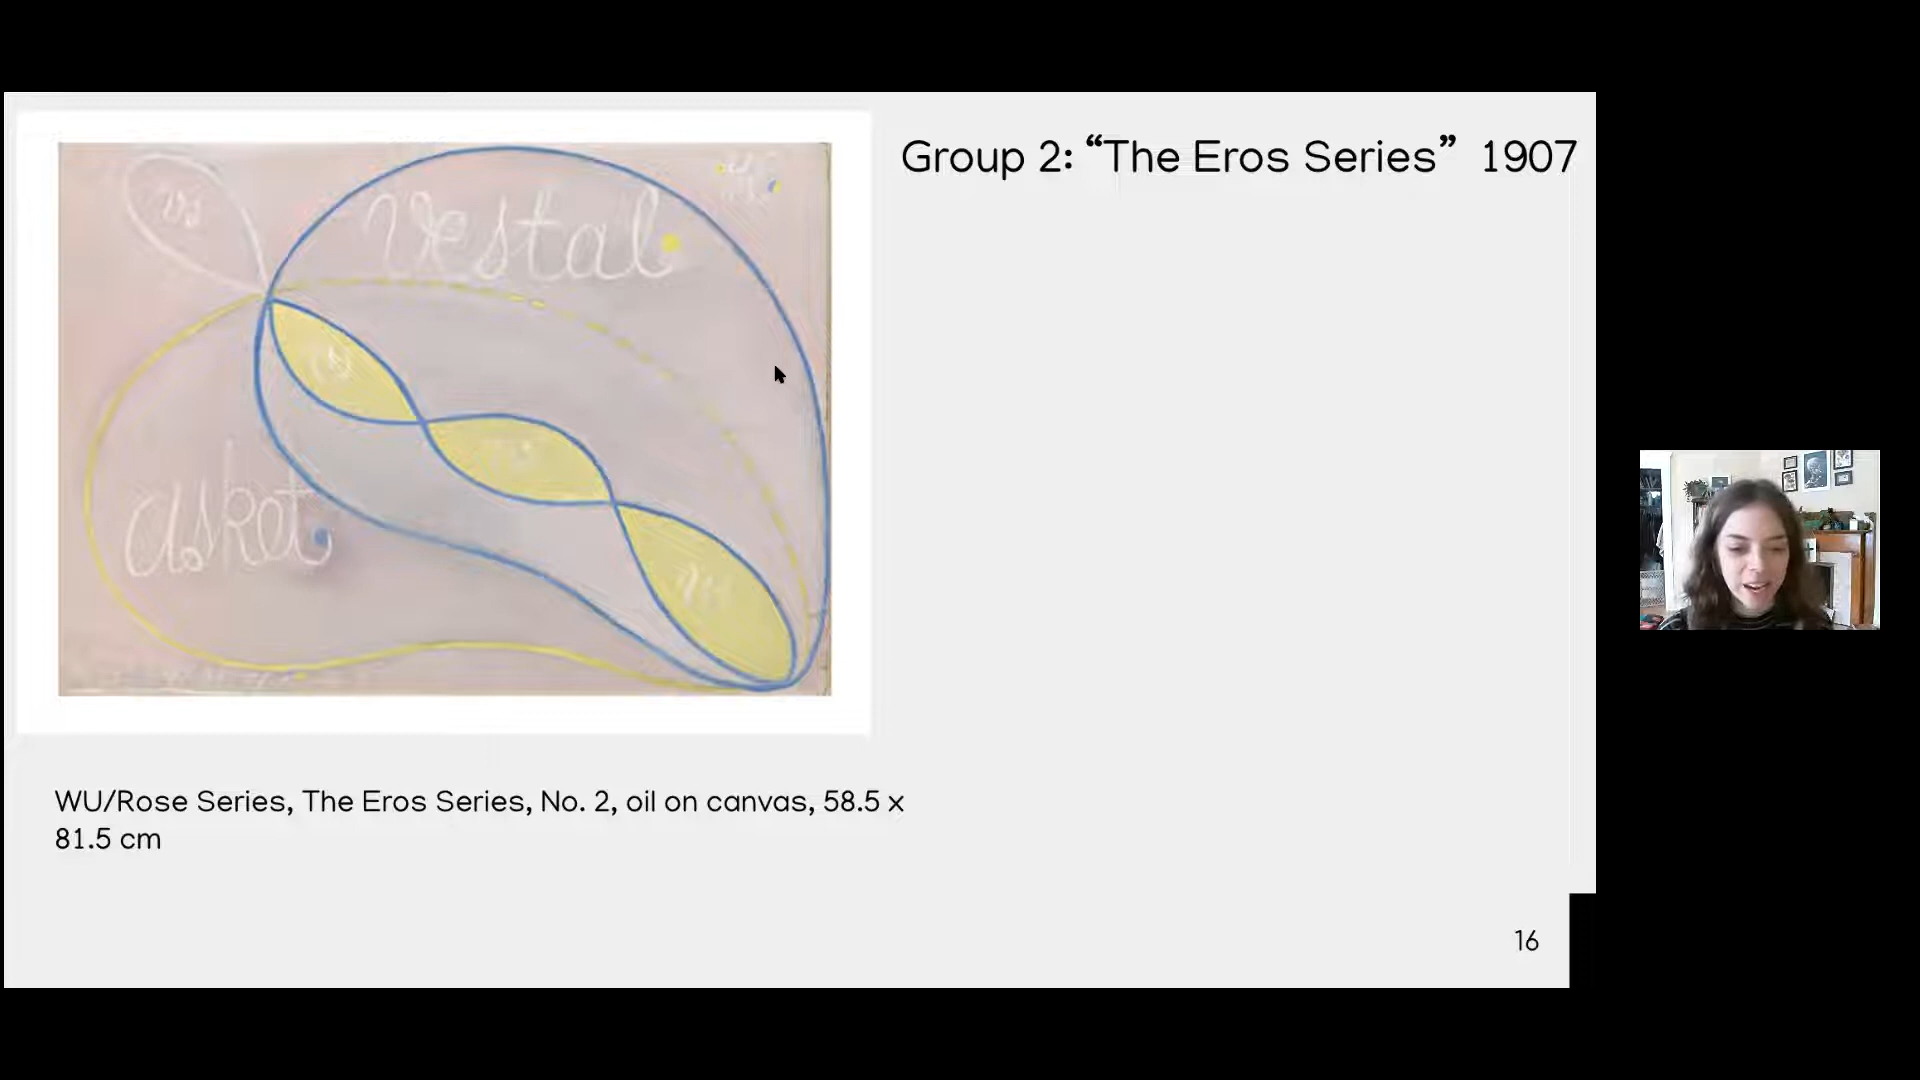 Group 2: “The Eros Series” 1907
Vestal
asket
WU/Rose Series, The Eros Series, No. 2, oil on canvas, 58.5 x
81.5 cm
16